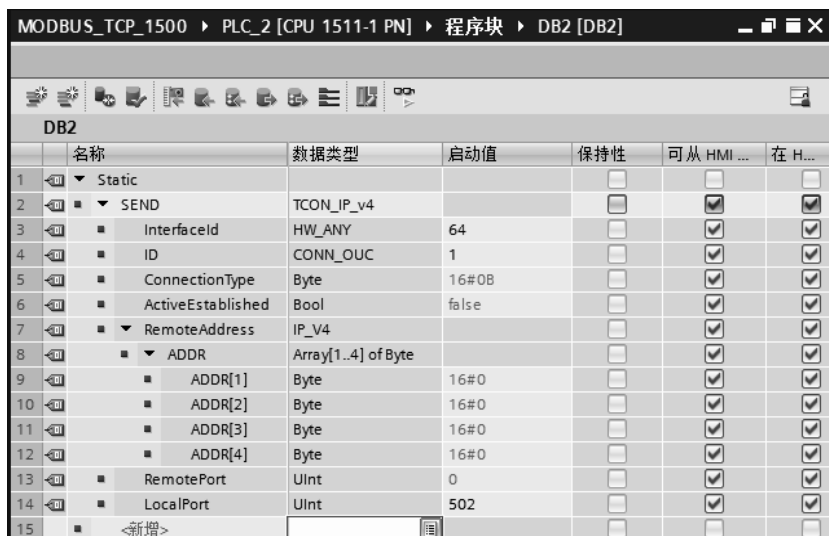 MODBUS_TCP_1500 ▸ PLC_2 [CPU 1511-1 PN] ▸ 程序块 ▸ DB2 [DB2]
DB2
名称 数据类型 启动值 保持性 可从 HMI ... 在 H...
1 Static
2 SEND TCON_IP_v4
3 InterfaceId HW_ANY 64
4 ID CONN_OUC 1
5 ConnectionType Byte 16#0B
6 ActiveEstablished Bool false
7 RemoteAddress IP_V4
8 ADDR Array[1..4] of Byte
9 ADDR[1] Byte 16#0
10 ADDR[2] Byte 16#0
11 ADDR[3] Byte 16#0
12 ADDR[4] Byte 16#0
13 RemotePort UInt 0
14 LocalPort UInt 502
15 <新增>